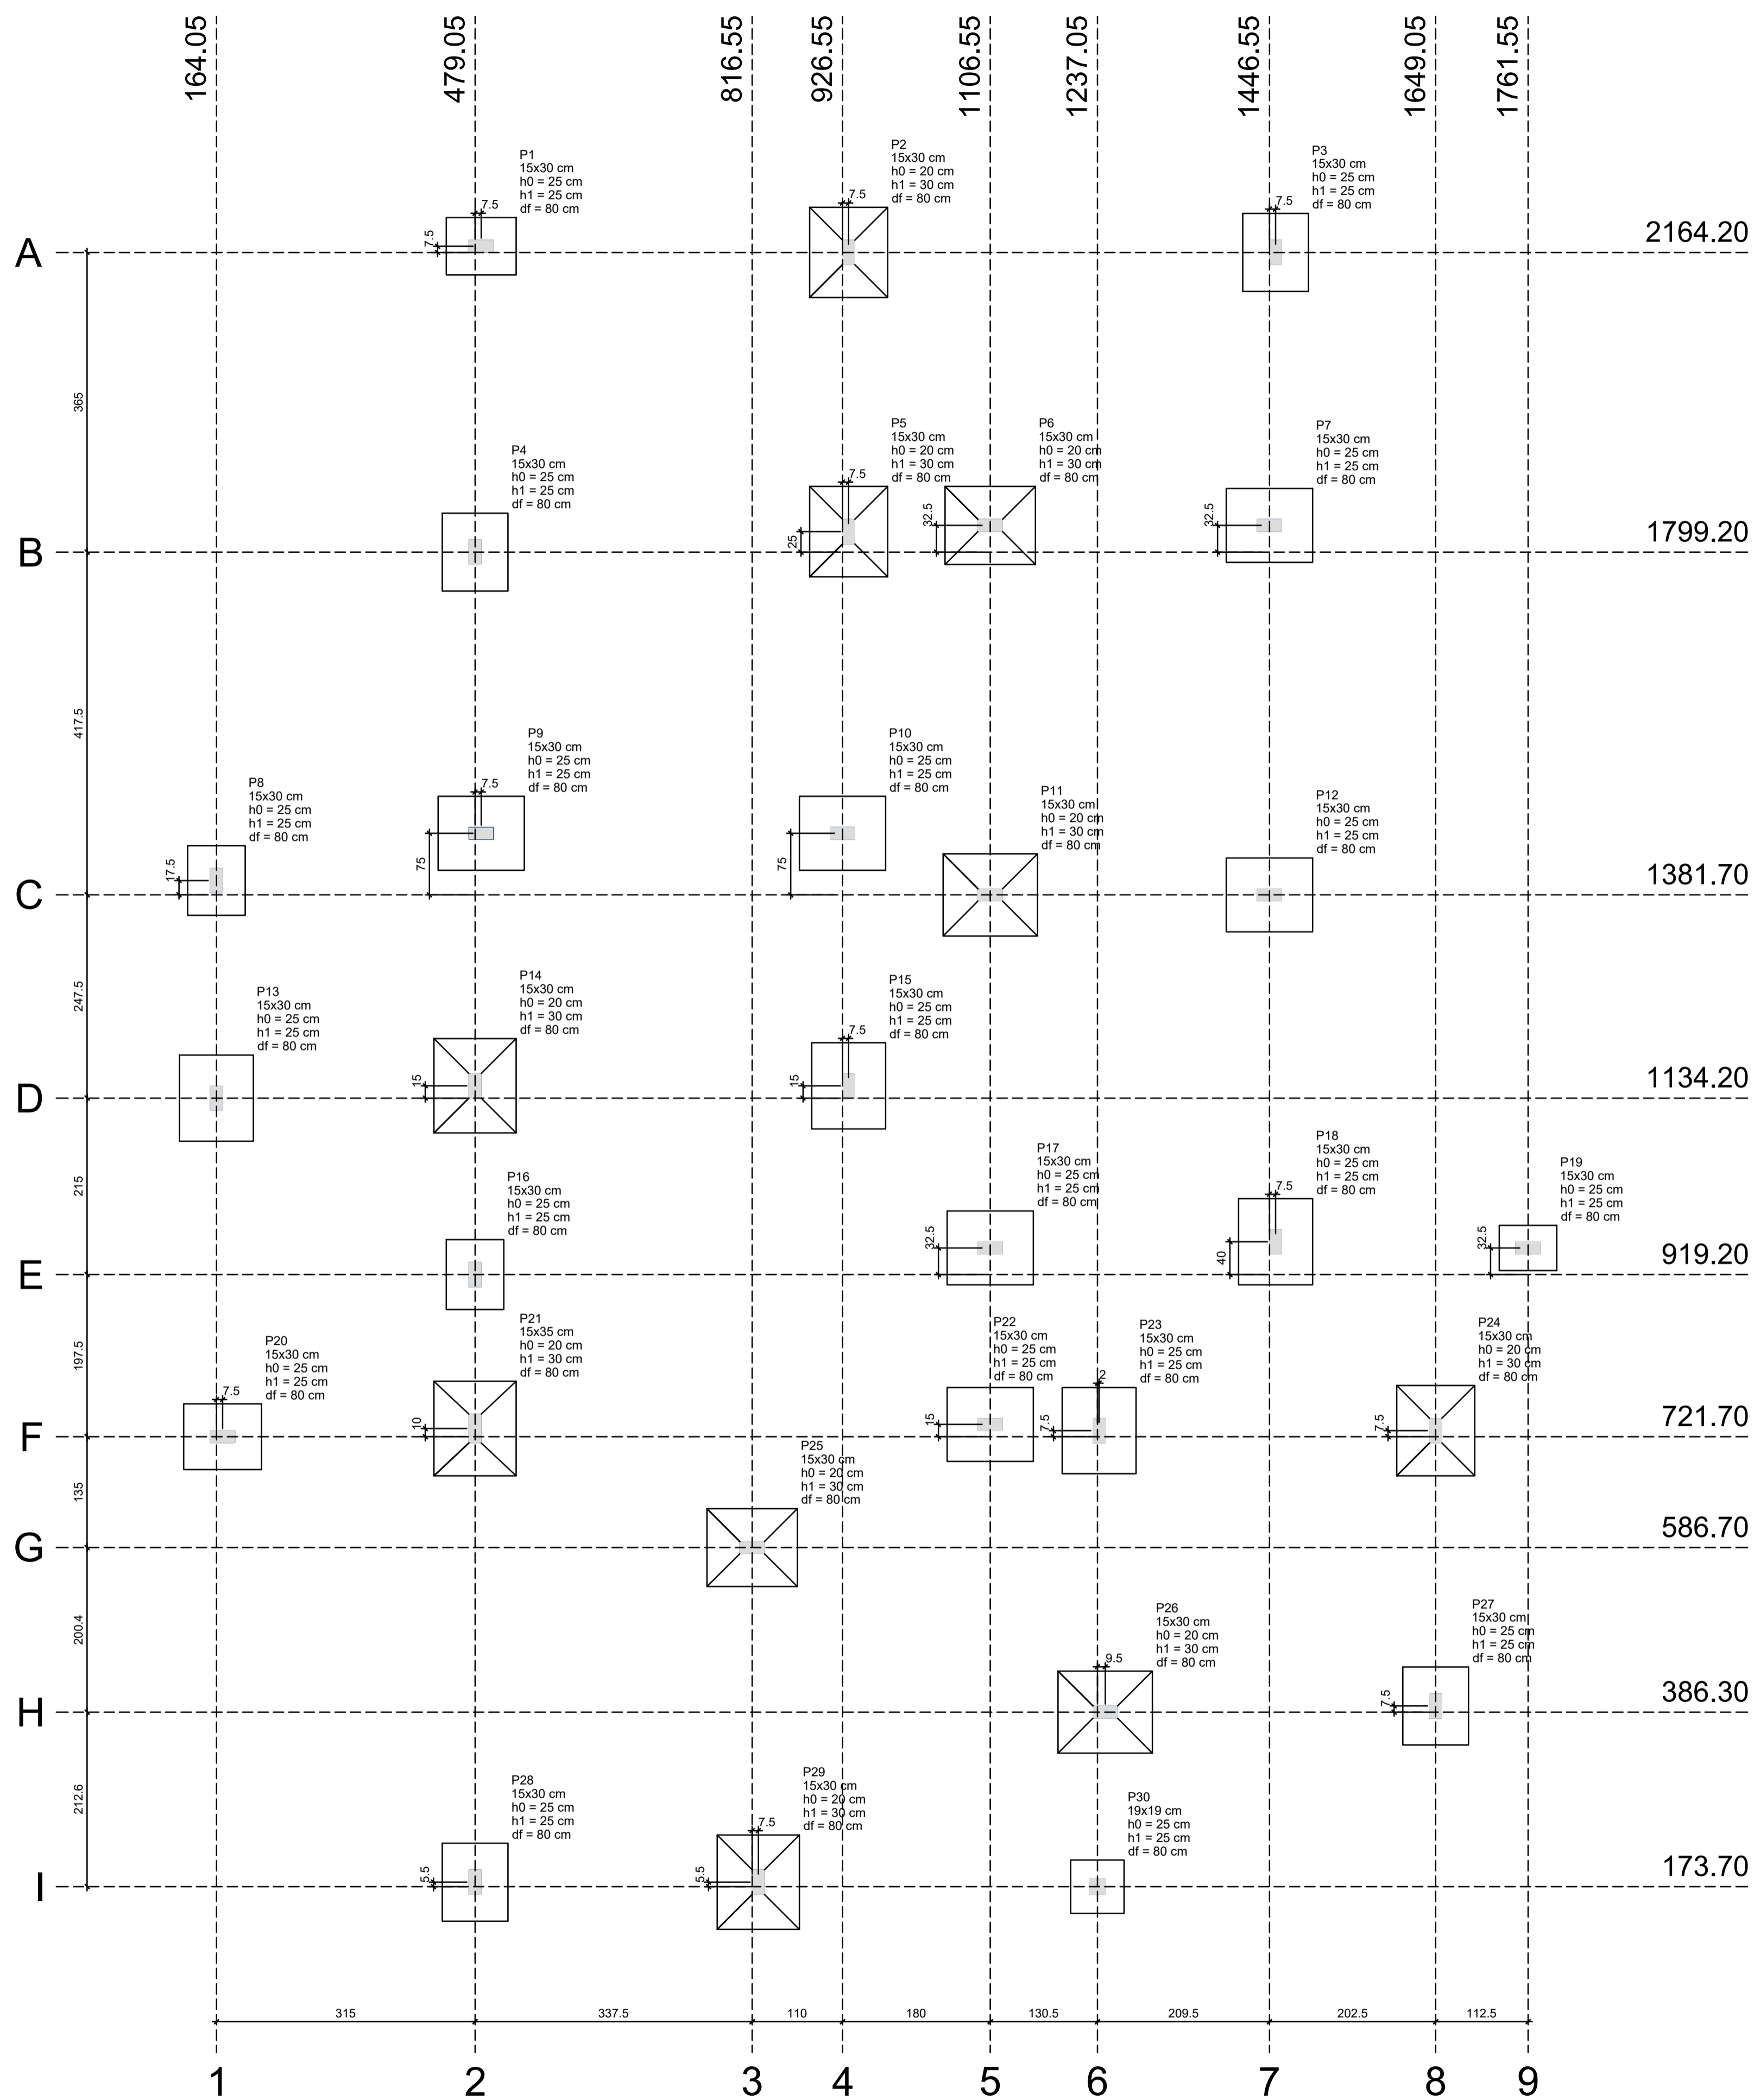 164.05
479.05
816.55
926.55
1106.55
1237.05
1446.55
1649.05
1761.55
P1
15x30 cm
h0 = 25 cm
h1 = 25 cm
df = 80 cm
7.5
7.5
P2
15x30 cm
h0 = 20 cm
h1 = 30 cm
df = 80 cm
7.5
P3
15x30 cm
h0 = 25 cm
h1 = 25 cm
df = 80 cm
7.5
A
2164.20
365
P4
15x30 cm
h0 = 25 cm
h1 = 25 cm
df = 80 cm
P5
15x30 cm
h0 = 20 cm
h1 = 30 cm
df = 80 cm
7.5
25
P6
15x30 cm
h0 = 20 cm
h1 = 30 cm
df = 80 cm
32.5
P7
15x30 cm
h0 = 25 cm
h1 = 25 cm
df = 80 cm
32.5
B
1799.20
417.5
P8
15x30 cm
h0 = 25 cm
h1 = 25 cm
df = 80 cm
17.5
P9
15x30 cm
h0 = 25 cm
h1 = 25 cm
df = 80 cm
7.5
75
P10
15x30 cm
h0 = 25 cm
h1 = 25 cm
df = 80 cm
75
P11
15x30 cm
h0 = 20 cm
h1 = 30 cm
df = 80 cm
P12
15x30 cm
h0 = 25 cm
h1 = 25 cm
df = 80 cm
C
1381.70
247.5
P13
15x30 cm
h0 = 25 cm
h1 = 25 cm
df = 80 cm
P14
15x30 cm
h0 = 20 cm
h1 = 30 cm
df = 80 cm
15
P15
15x30 cm
h0 = 25 cm
h1 = 25 cm
df = 80 cm
7.5
15
D
1134.20
215
P16
15x30 cm
h0 = 25 cm
h1 = 25 cm
df = 80 cm
P17
15x30 cm
h0 = 25 cm
h1 = 25 cm
df = 80 cm
32.5
P18
15x30 cm
h0 = 25 cm
h1 = 25 cm
df = 80 cm
7.5
40
P19
15x30 cm
h0 = 25 cm
h1 = 25 cm
df = 80 cm
32.5
E
919.20
197.5
P20
15x30 cm
h0 = 25 cm
h1 = 25 cm
df = 80 cm
7.5
P21
15x35 cm
h0 = 20 cm
h1 = 30 cm
df = 80 cm
10
P22
15x30 cm
h0 = 25 cm
h1 = 25 cm
df = 80 cm
15
P23
15x30 cm
h0 = 25 cm
h1 = 25 cm
df = 80 cm
2
7.5
P24
15x30 cm
h0 = 20 cm
h1 = 30 cm
df = 80 cm
7.5
F
721.70
135
P25
15x30 cm
h0 = 20 cm
h1 = 30 cm
df = 80 cm
G
586.70
200.4
P26
15x30 cm
h0 = 20 cm
h1 = 30 cm
df = 80 cm
9.5
P27
15x30 cm
h0 = 25 cm
h1 = 25 cm
df = 80 cm
7.5
H
386.30
212.6
P28
15x30 cm
h0 = 25 cm
h1 = 25 cm
df = 80 cm
5.5
P29
15x30 cm
h0 = 20 cm
h1 = 30 cm
df = 80 cm
7.5
5.5
P30
19x19 cm
h0 = 25 cm
h1 = 25 cm
df = 80 cm
I
173.70
315
337.5
110
180
130.5
209.5
202.5
112.5
1
2
3
4
5
6
7
8
9